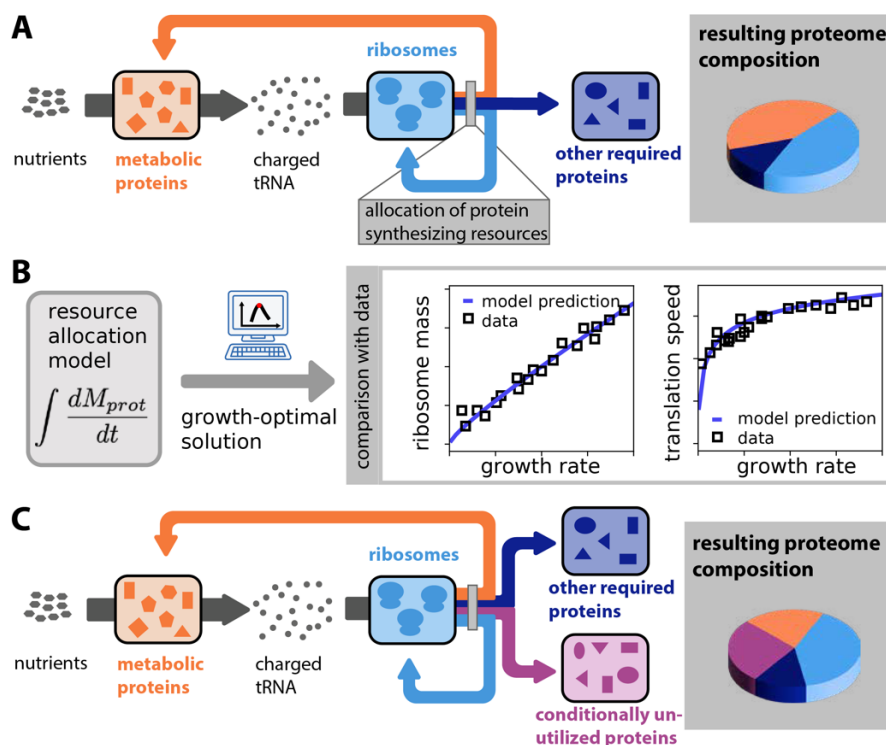 A
ribosomes
nutrients
metabolic
proteins
charged
tRNA
other required
proteins
allocation of protein
synthesizing resources
resulting proteome
composition
B
resource
allocation
model
∫ dM_prot / dt
growth-optimal
solution
comparison with data
ribosome mass
model prediction
data
growth rate
translation speed
model prediction
data
growth rate
C
ribosomes
nutrients
metabolic
proteins
charged
tRNA
other required
proteins
conditionally un-
utilized proteins
resulting proteome
composition